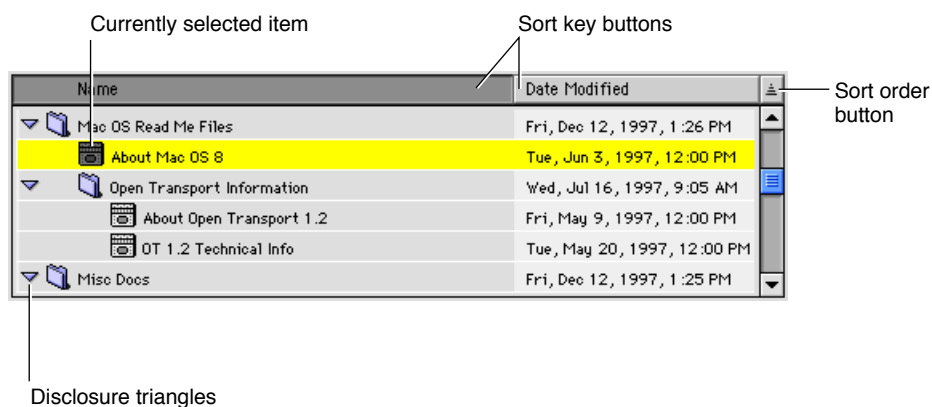 Currently selected item
Sort key buttons
Name
Date Modified
Sort order
button
Mac OS Read Me Files
Fri, Dec 12, 1997, 1:26 PM
About Mac OS 8
Tue, Jun 3, 1997, 12:00 PM
Open Transport Information
Wed, Jul 16, 1997, 9:05 AM
About Open Transport 1.2
Fri, May 9, 1997, 12:00 PM
OT 1.2 Technical Info
Tue, May 20, 1997, 12:00 PM
Misc Docs
Fri, Dec 12, 1997, 1:25 PM
Disclosure triangles